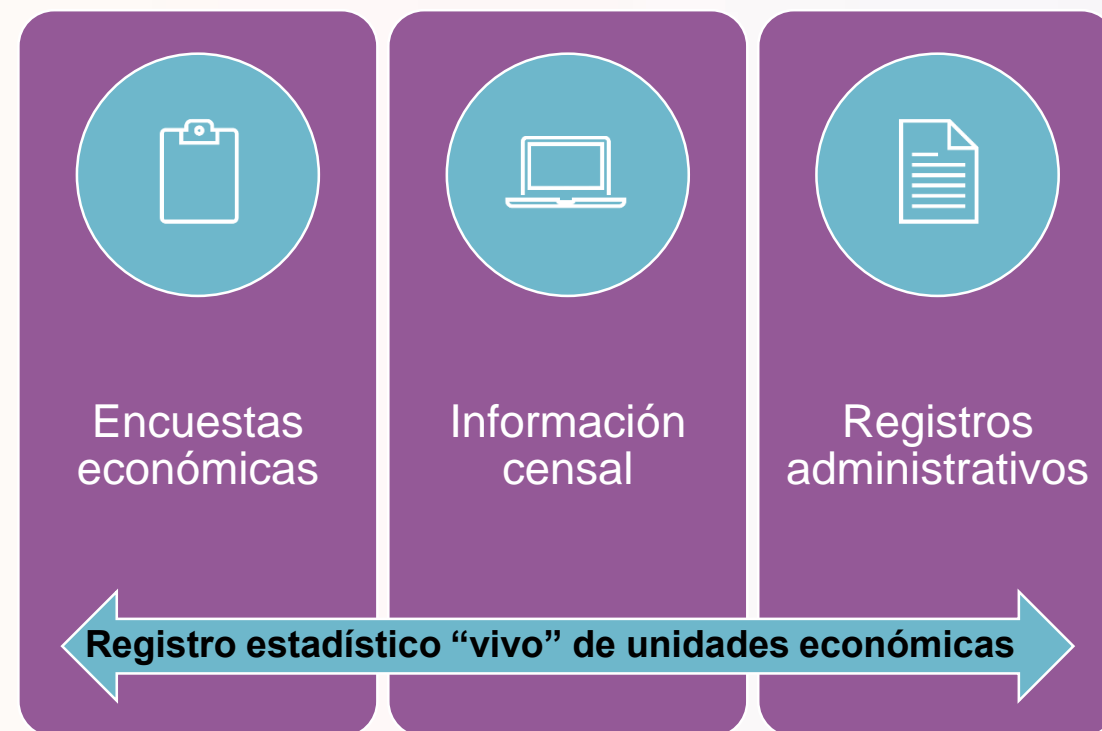 Encuestas
económicas
Información
censal
Registros
administrativos
Registro estadístico “vivo” de unidades económicas